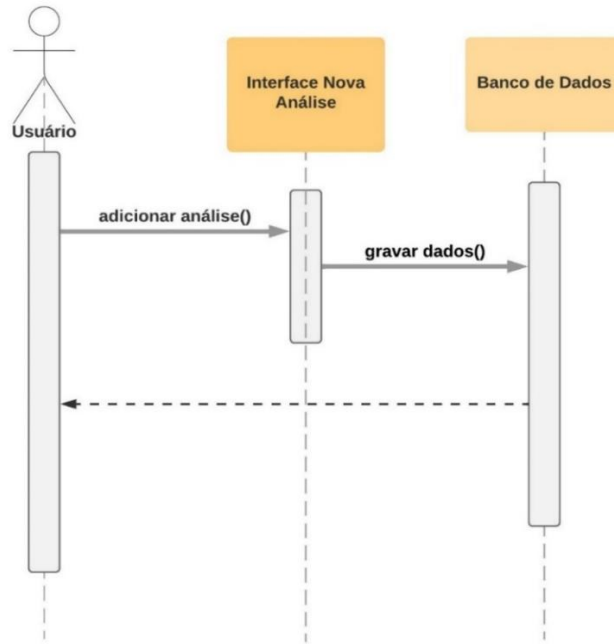 Interface Nova
Análise
Banco de Dados
Usuário
adicionar análise()
gravar dados()